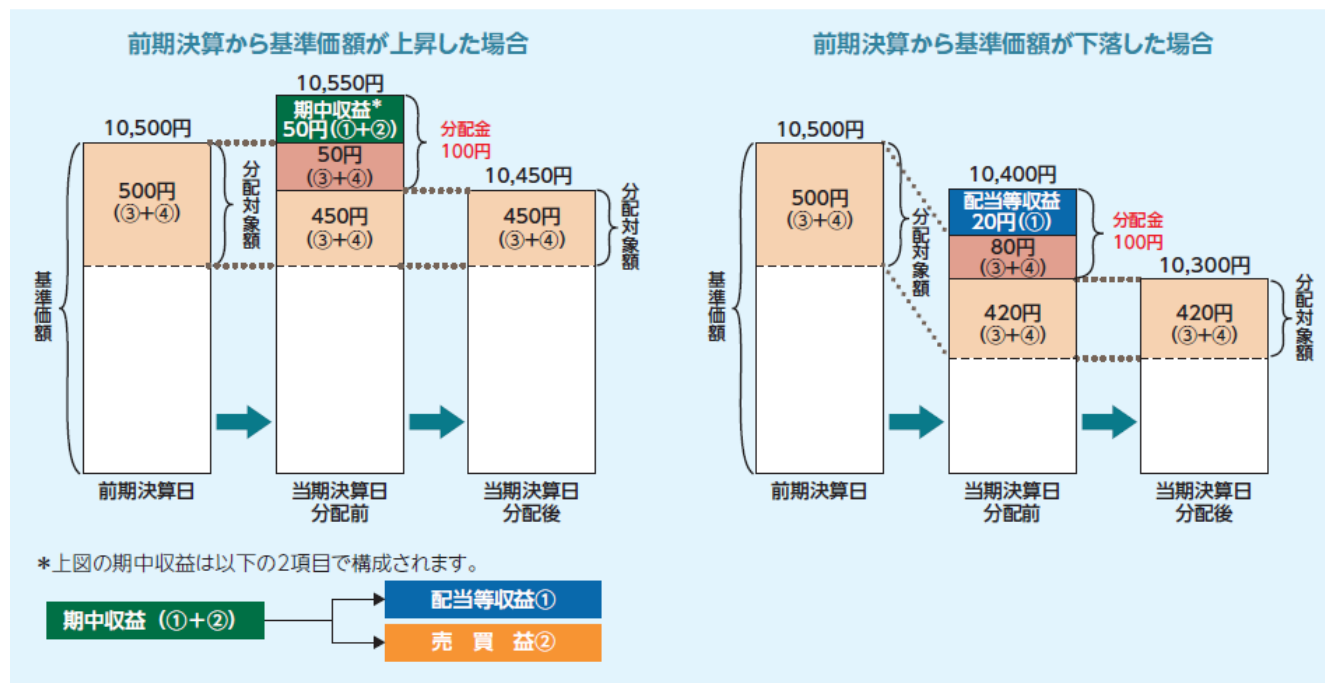 前期決算から基準価額が上昇した場合
10,550円
10,500円
期中収益*
50円(①+②)
分配金
100円
50円
(③+④)
500円
(③+④)
分配対象額
10,450円
450円
(③+④)
450円
(③+④)
分配対象額
基準価額
前期決算日
当期決算日
分配前
当期決算日
分配後
前期決算から基準価額が下落した場合
10,500円
10,400円
500円
(③+④)
分配対象額
配当等収益
20円(①)
分配金
100円
80円
(③+④)
10,300円
420円
(③+④)
420円
(③+④)
分配対象額
基準価額
前期決算日
当期決算日
分配前
当期決算日
分配後
*上図の期中収益は以下の2項目で構成されます。
期中収益（①+②）
配当等収益①
売 買 益②